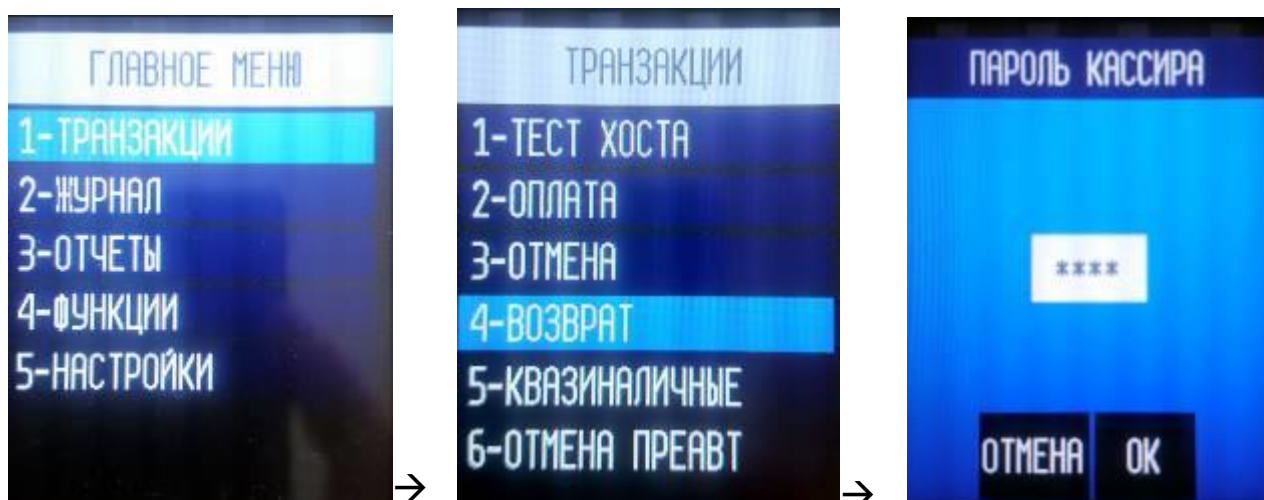 ГЛАВНОЕ МЕНЮ
1-ТРАНЗАКЦИИ
2-ЖУРНАЛ
3-ОТЧЕТЫ
4-ФУНКЦИИ
5-НАСТРОЙКИ
→
ТРАНЗАКЦИИ
1-ТЕСТ ХОСТА
2-ОПЛАТА
3-ОТМЕНА
4-ВОЗВРАТ
5-КВАЗИНАЛИЧНЫЕ
6-ОТМЕНА ПРЕАВТ
→
ПАРОЛЬ КАССИРА
****
ОТМЕНА OK